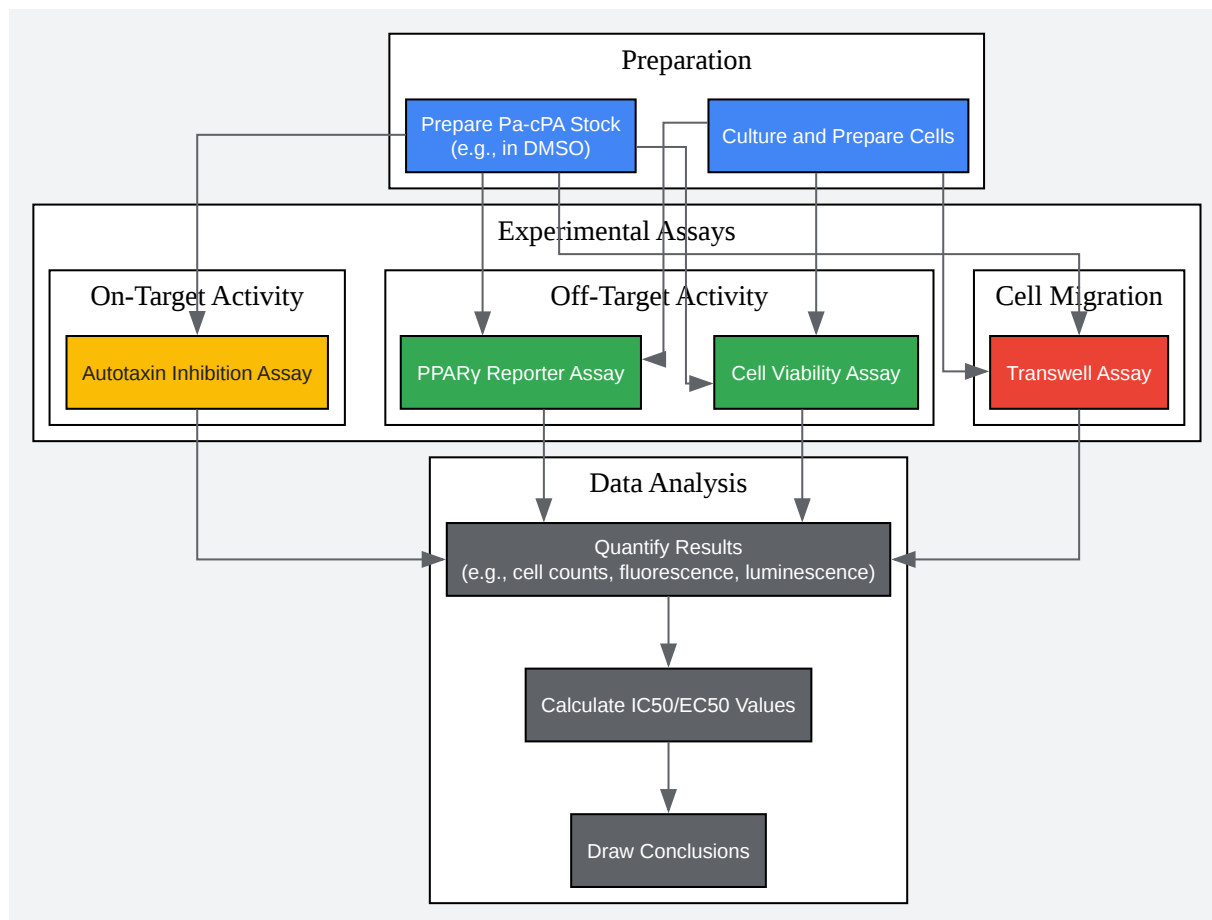 Preparation
Prepare Pa-cPA Stock
(e.g., in DMSO)
Culture and Prepare Cells
Experimental Assays
On-Target Activity
Off-Target Activity
Cell Migration
Autotaxin Inhibition Assay
PPARγ Reporter Assay
Cell Viability Assay
Transwell Assay
Data Analysis
Quantify Results
(e.g., cell counts, fluorescence, luminescence)
Calculate IC50/EC50 Values
Draw Conclusions